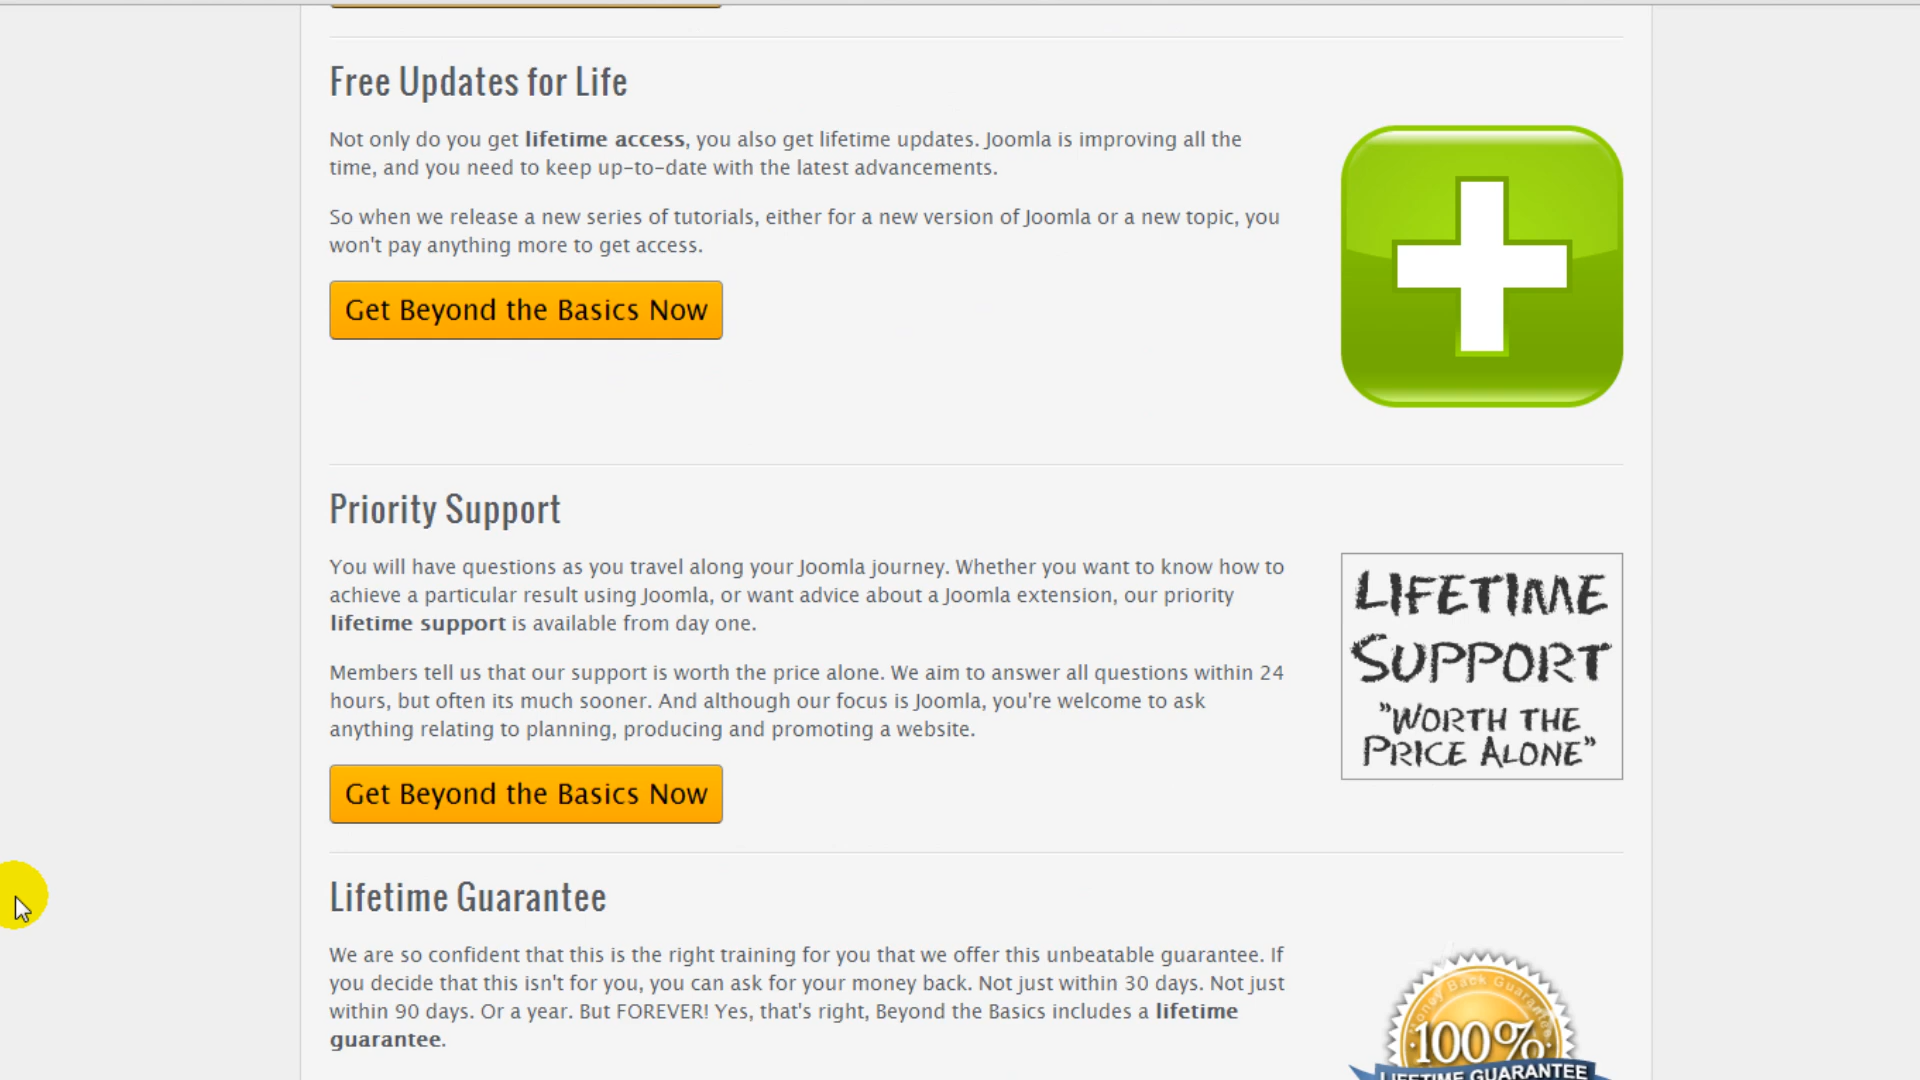 Free Updates for Life
Not only do you get lifetime access, you also get lifetime updates. Joomla is improving all the
time, and you need to keep up-to-date with the latest advancements.
So when we release a new series of tutorials, either for a new version of Joomla or a new topic, you
won't pay anything more to get access.
Get Beyond the Basics Now
Priority Support
You will have questions as you travel along your Joomla journey. Whether you want to know how to
achieve a particular result using Joomla, or want advice about a Joomla extension, our priority
lifetime support is available from day one.
Members tell us that our support is worth the price alone. We aim to answer all questions within 24
hours, but often its much sooner. And although our focus is Joomla, you're welcome to ask
anything relating to planning, producing and promoting a website.
LIFETIME
SUPPORT
"WORTH THE
PRICE ALONE"
Get Beyond the Basics Now
Lifetime Guarantee
We are so confident that this is the right training for you that we offer this unbeatable guarantee. If
you decide that this isn't for you, you can ask for your money back. Not just within 30 days. Not just
within 90 days. Or a year. But FOREVER! Yes, that's right, Beyond the Basics includes a lifetime
guarantee.
Money Back Guarantee
100%
LIFETIME GUARANTEE